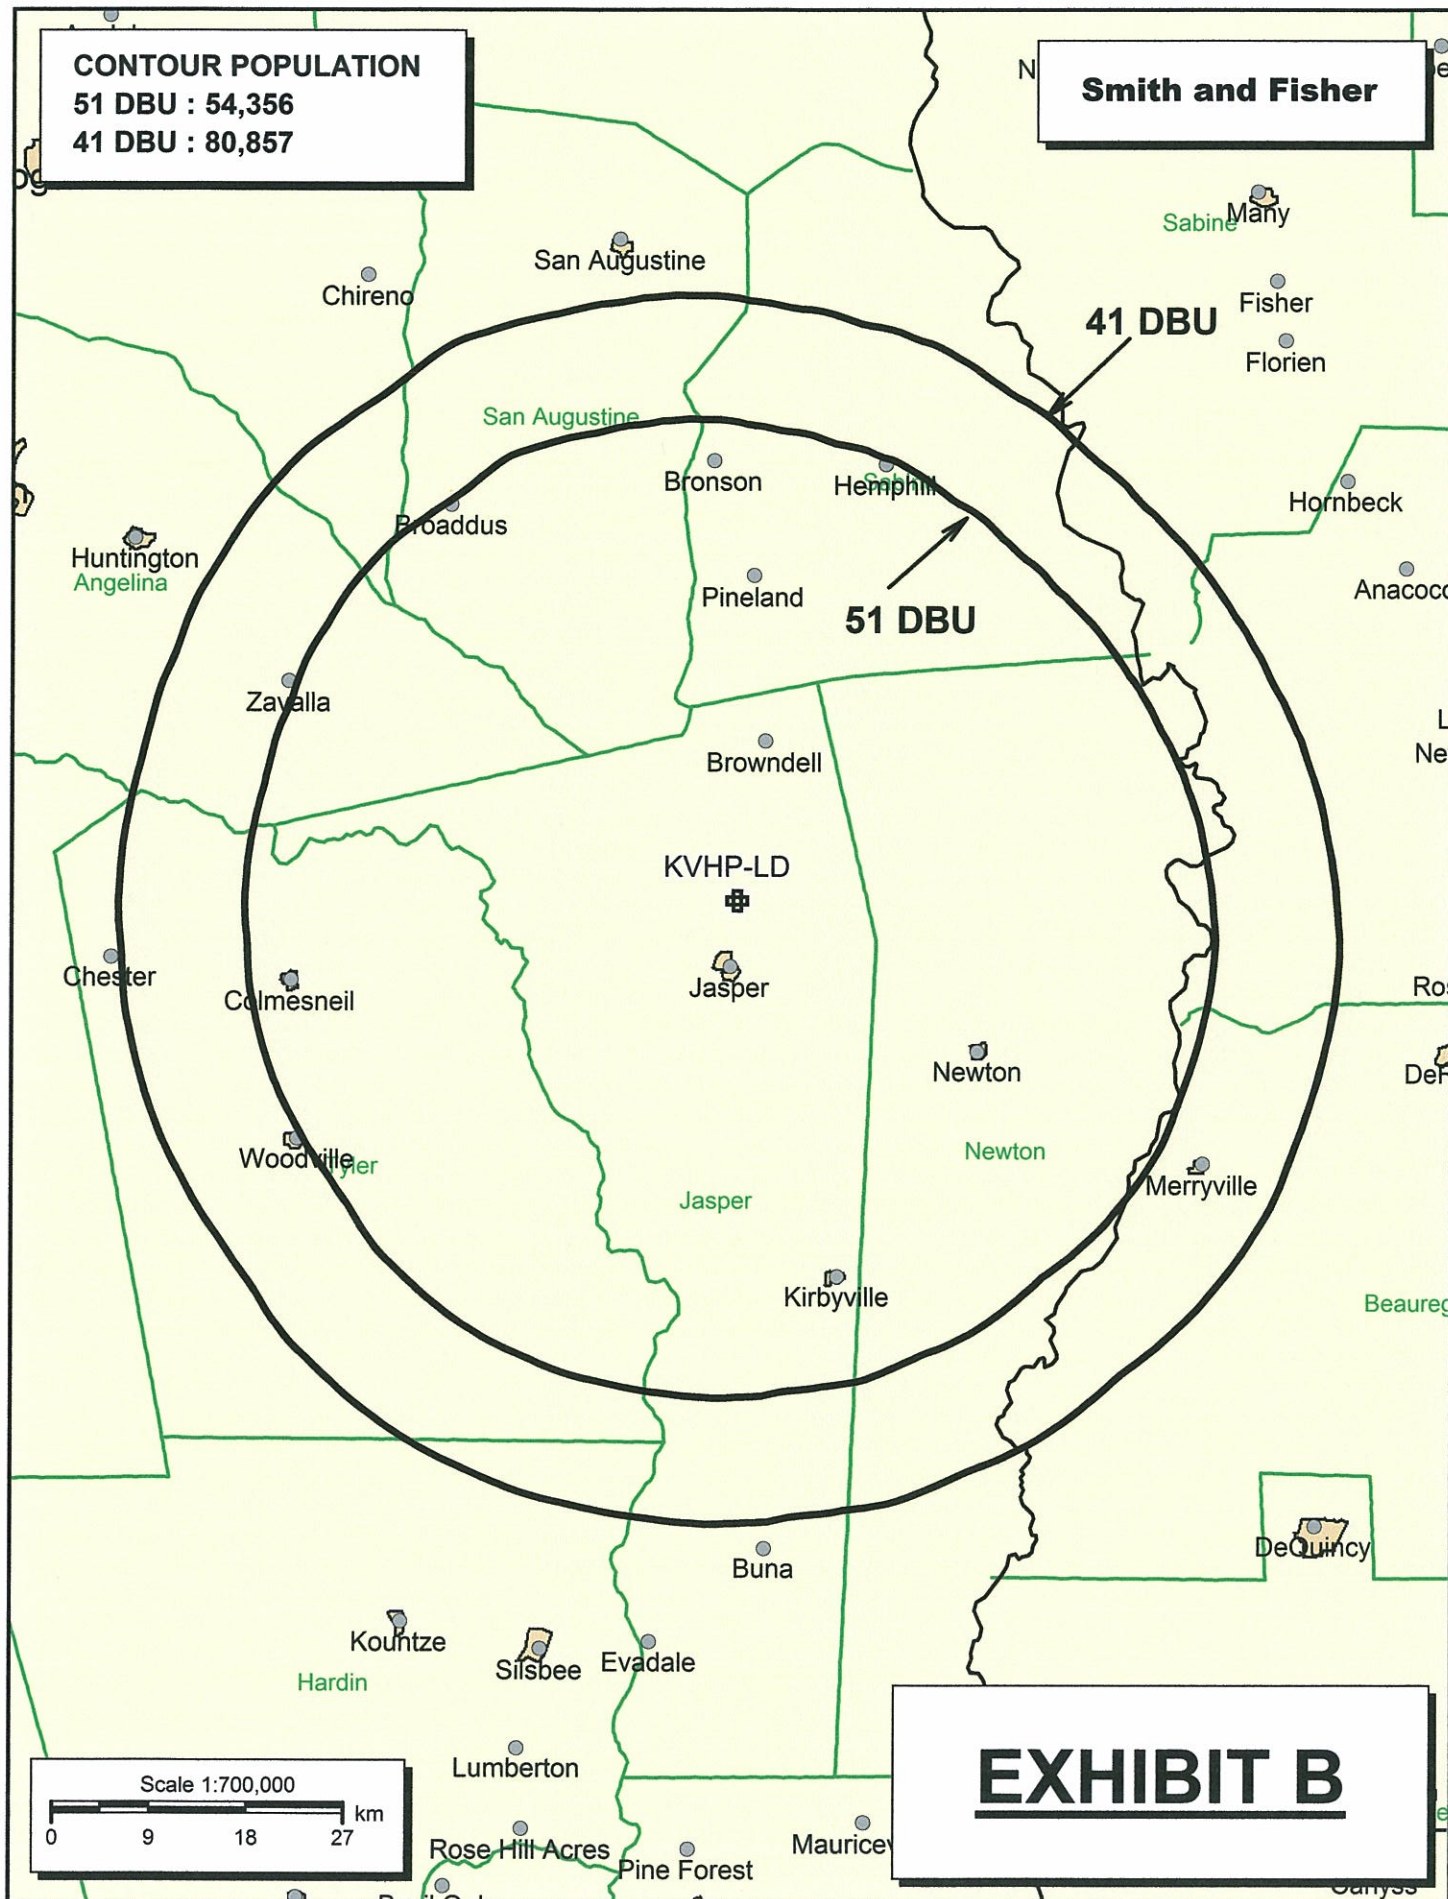 CONTOUR POPULATION
51 DBU : 54,356
41 DBU : 80,857
Smith and Fisher
Many
Sabine
San Augustine
Chireno
Fisher
41 DBU
Florien
San Augustine
Bronson
Hemphill
Sabine
Hornbeck
Broaddus
Huntington
Angelina
Pineland
51 DBU
Zavalla
Browndell
KVHP-LD
Chester
Colmesneil
Jasper
Newton
Woodville
Tyler
Newton
Merryville
Jasper
Kirbyville
Buna
DeQuincy
Kountze
Silsbee
Evadale
Hardin
Lumberton
EXHIBIT B
Scale 1:700,000
km
0 9 18 27
Rose Hill Acres
Pine Forest